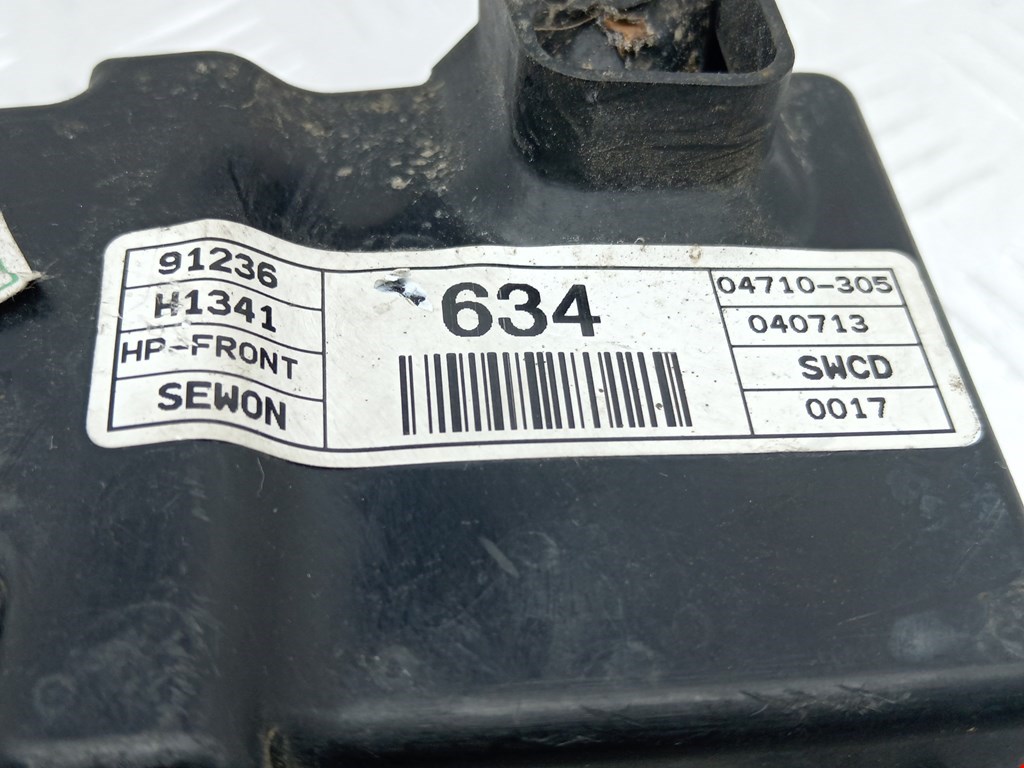 91236
H1341
HP-FRONT
SEWON
634
04710-305
040713
SWCD
0017